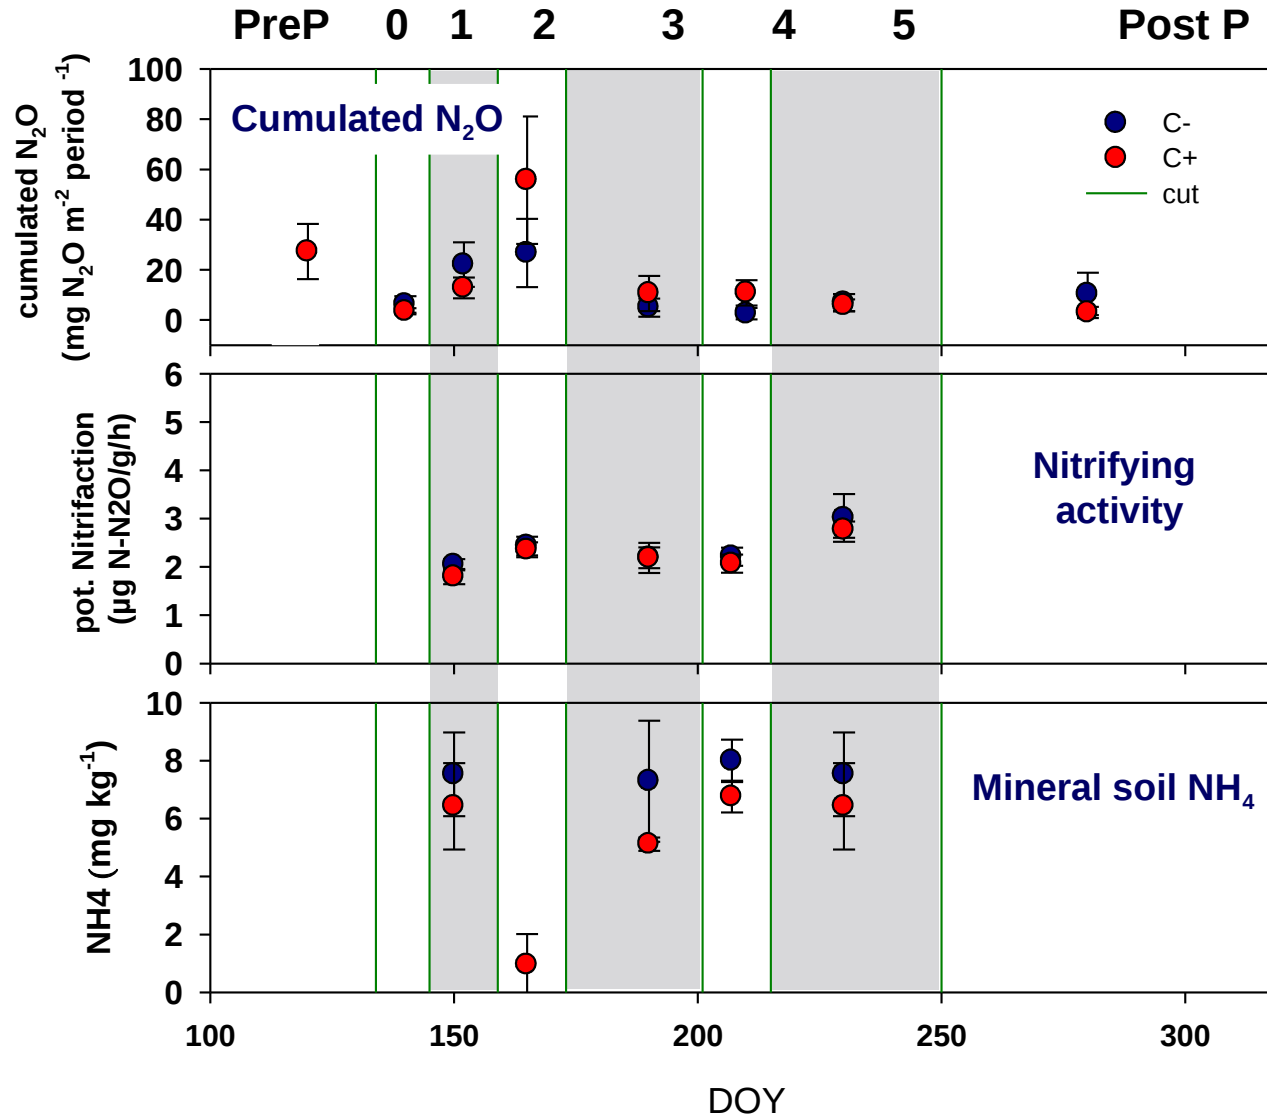 PreP 0 1 2 3 4 5 Post P
cumulated N2O
(mg N2O m-2 period -1)
100
80
60
40
20
0
Cumulated N2O
C-
C+
cut
pot. Nitrifaction
(µg N-N2O/g/h)
6
5
4
3
2
1
0
Nitrifying
activity
NH4 (mg kg-1)
10
8
6
4
2
0
Mineral soil NH4
100 150 200 250 300
DOY